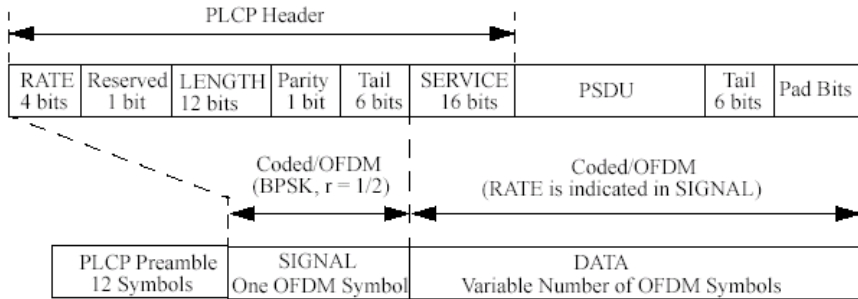 PLCP Header
RATE Reserved LENGTH Parity Tail SERVICE PSDU Tail Pad Bits
4 bits 1 bit 12 bits 1 bit 6 bits 16 bits 6 bits
Coded/OFDM Coded/OFDM
(BPSK, r = 1/2) (RATE is indicated in SIGNAL)
PLCP Preamble SIGNAL DATA
12 Symbols One OFDM Symbol Variable Number of OFDM Symbols